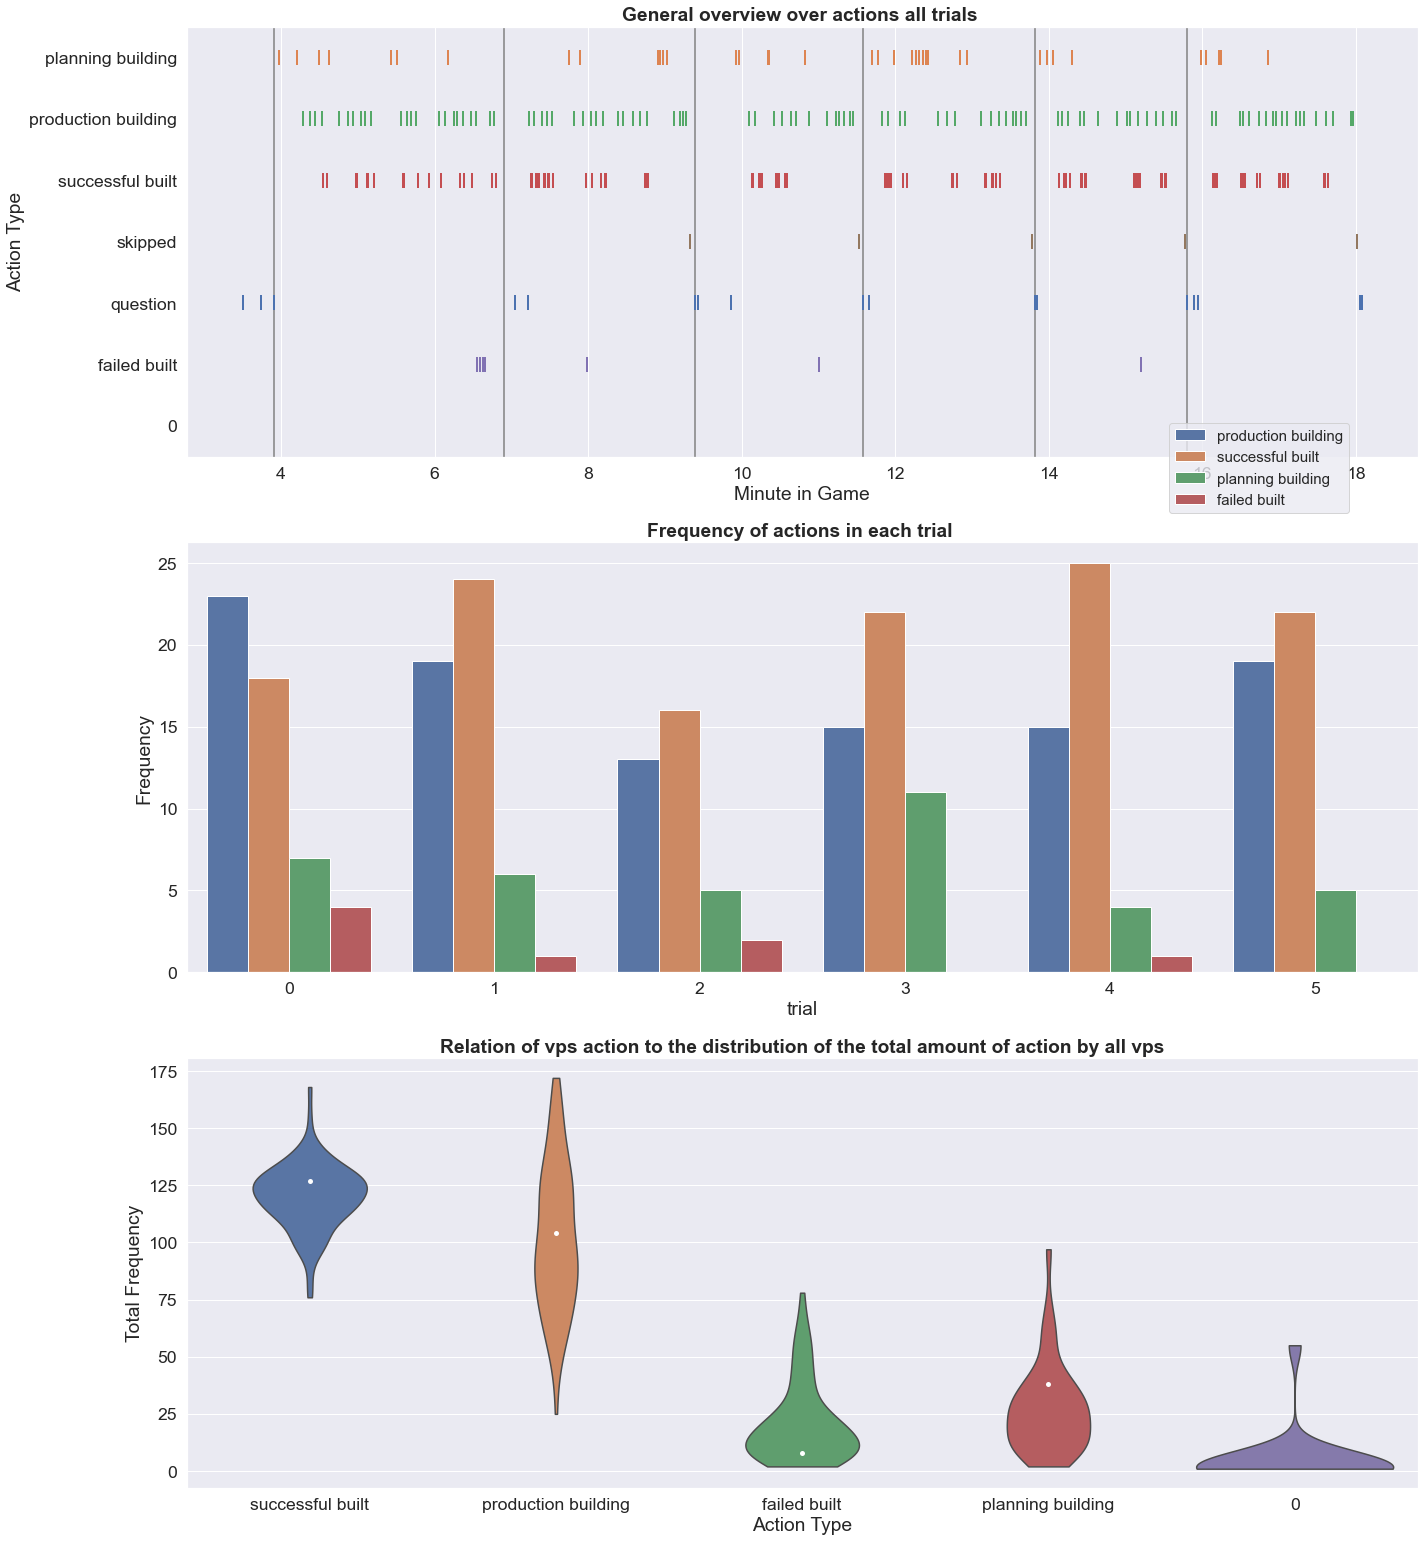 General overview over actions all trials
planning building
production building
successful built
skipped
question
failed built
0
Action Type
4 6 8 10 12 14 16 18
Minute in Game
production building
successful built
planning building
failed built
Frequency of actions in each trial
25
20
15
10
5
0
Frequency
0 1 2 3 4 5
trial
Relation of vps action to the distribution of the total amount of action by all vps
175
150
125
100
75
50
25
0
Total Frequency
successful built production building failed built planning building 0
Action Type